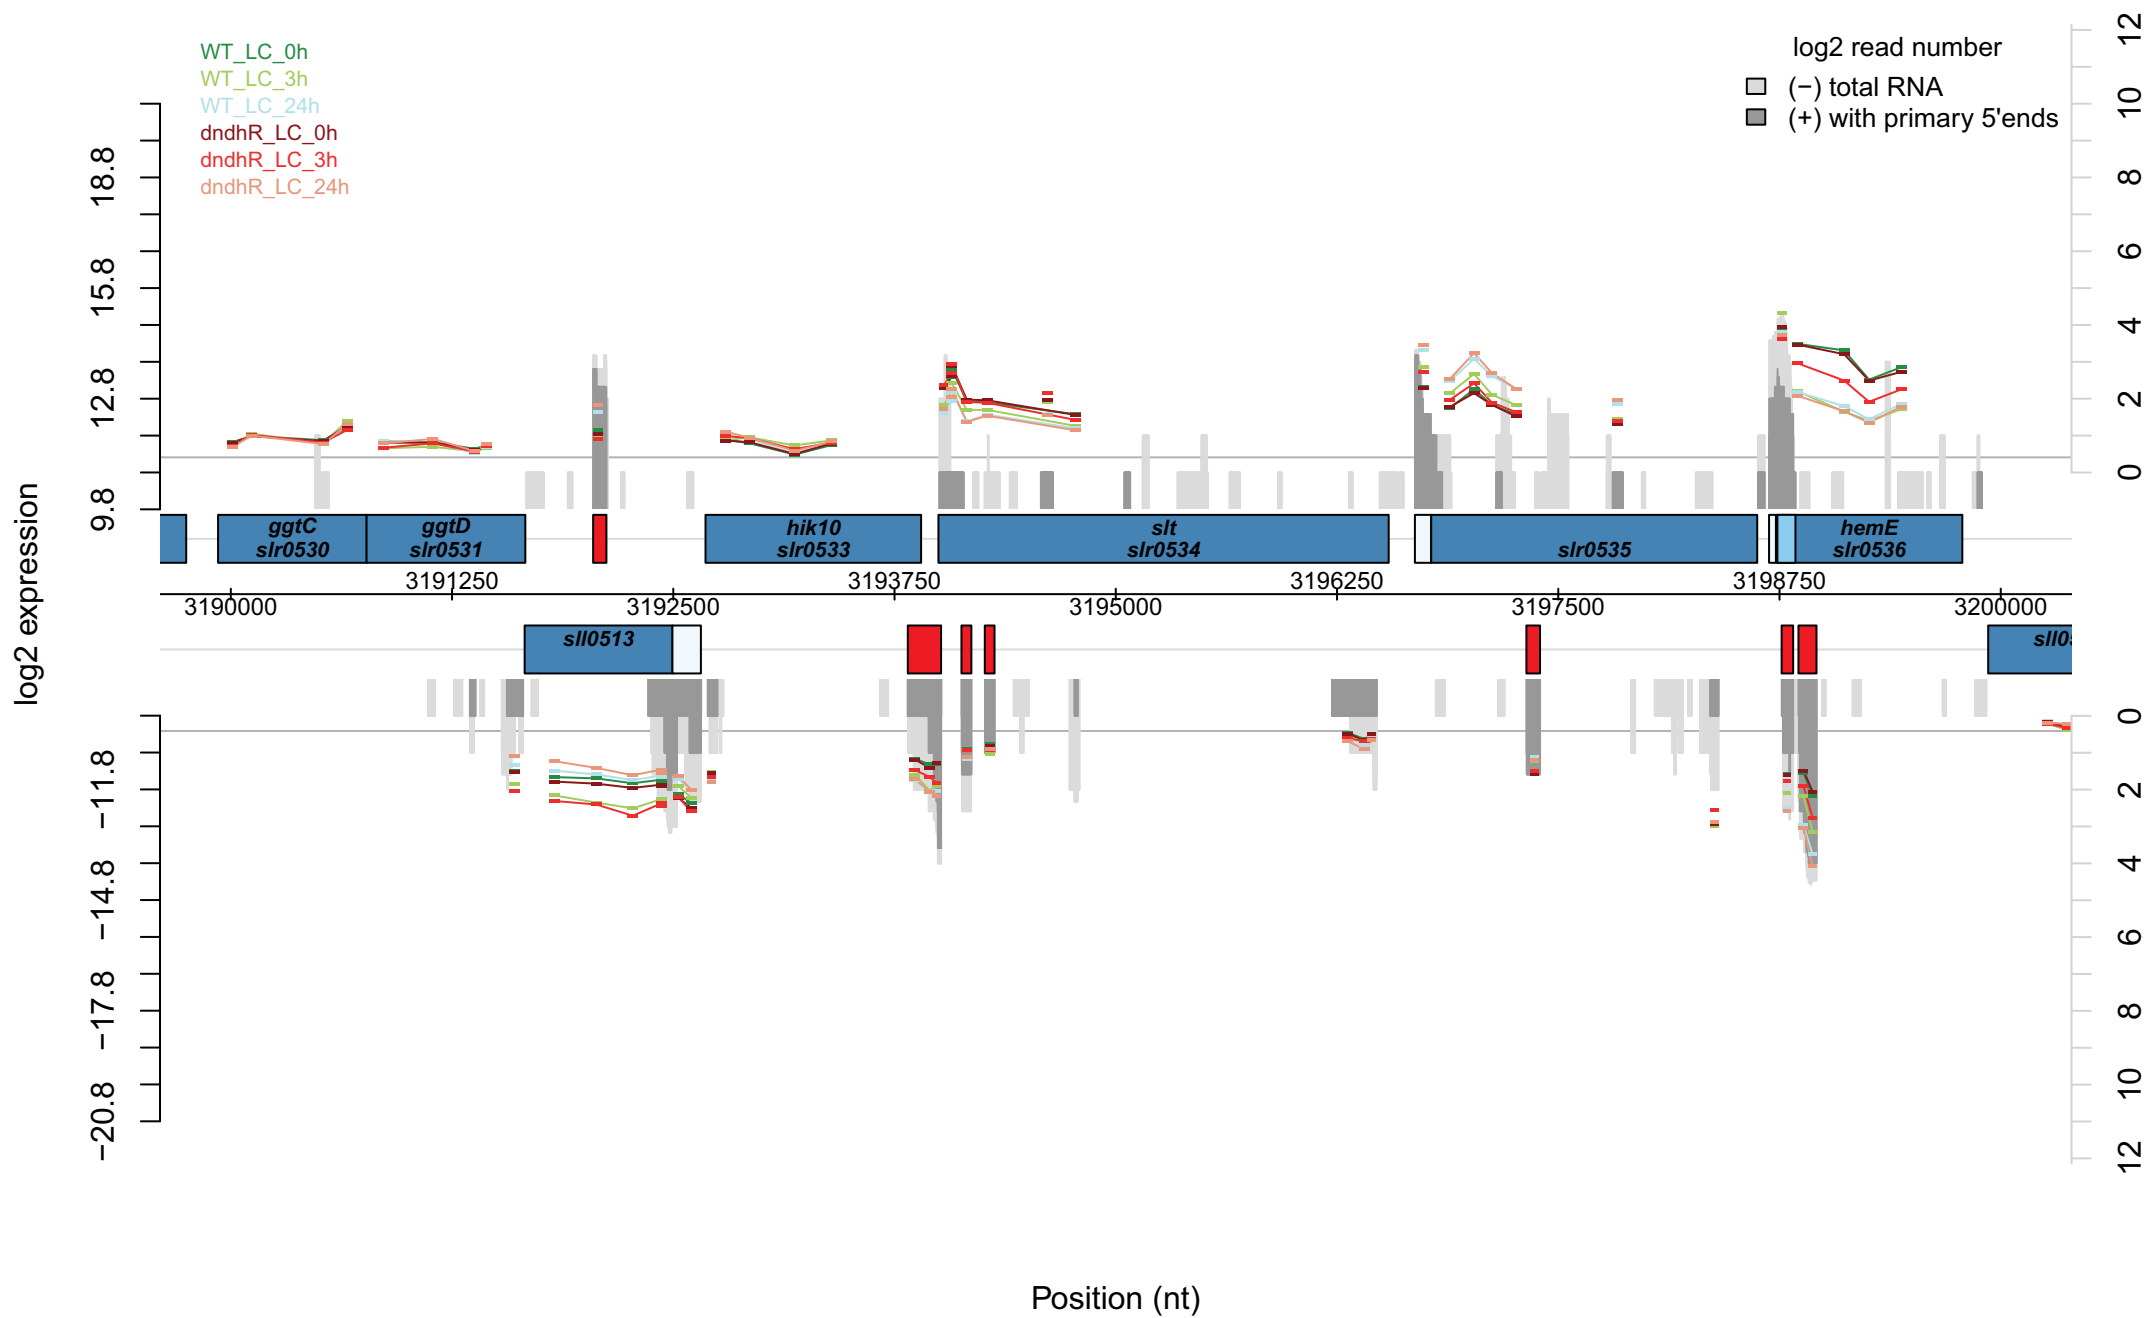 WT_LC_0h
WT_LC_3h
WT_LC_24h
dndhR_LC_0h
dndhR_LC_3h
dndhR_LC_24h
log2 read number
(−) total RNA
(+) with primary 5'ends
log2 expression
18.8
15.8
12.8
9.8
12
10
8
6
4
2
0
ggtC
slr0530
ggtD
slr0531
hik10
slr0533
slt
slr0534
slr0535
hemE
slr0536
3191250
3193750
3196250
3198750
3190000
3192500
3195000
3197500
3200000
sll0513
sll05
−11.8
−14.8
−17.8
−20.8
0
2
4
6
8
10
12
Position (nt)